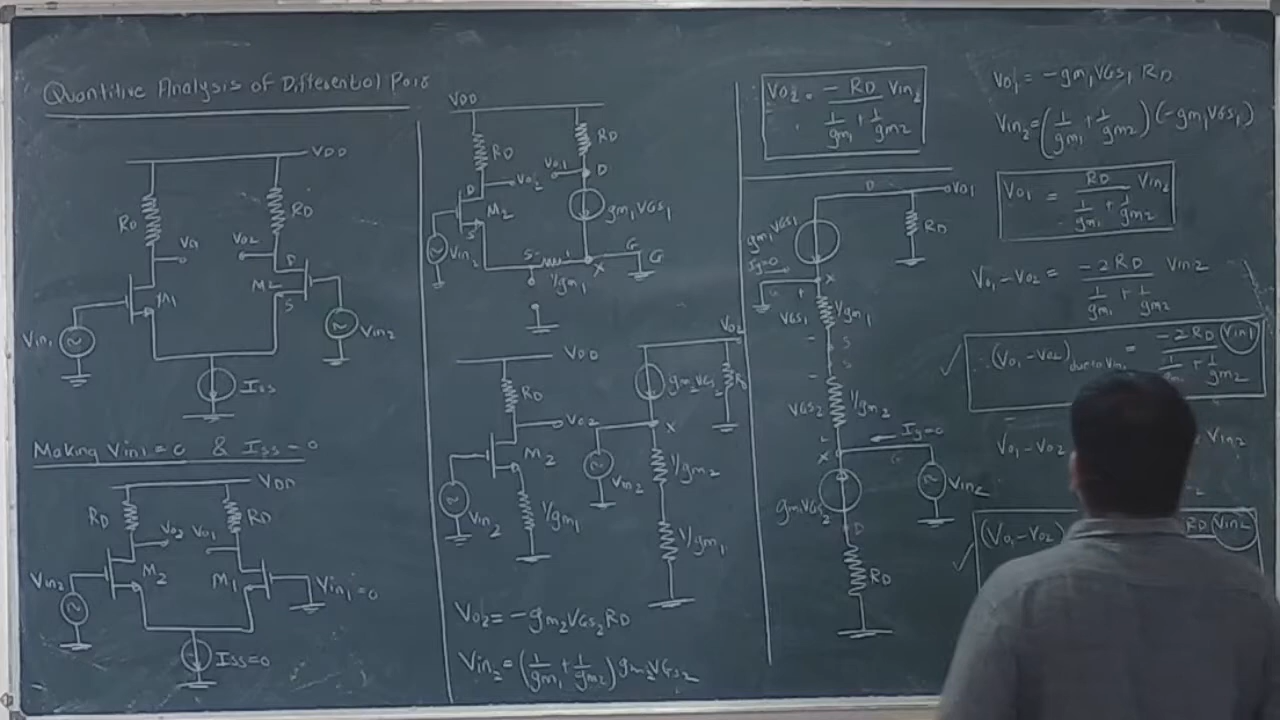 Quantitive Analysis of Differential Pair
VDD
RD
RD
Vo1
Vo2
D
M1
M2
S
Vin1
Vin2
ISS
Making Vin1 = 0 & ISS = 0
VDD
RD
RD
Vo2
Vo1
Vin2
M2
M1
Vin1 = 0
ISS=0
VDD
RD
RD
Vo1
D
D
Vo2
M2
gm1VGS1
S
Vin2
S
1/gm1
X
G
G
VDD
RD
Vo2
M2
Vin2
1/gm1
Vo2
gm2VGS2
X
Vin2
1/gm2
1/gm1
Vo2 = -gm2VGS2RD
Vin2 = (1/gm1 + 1/gm2) gm2VGS2
Vo2 = -RD / (1/gm1 + 1/gm2) Vin2
D
Vo1
gm1VGS1
RD
Ig=0
G
X
+
VGS1
1/gm1
-
S
S
-
VGS2
1/gm2
+
Ig=0
X
G
Vin2
D
RD
Vo1 = -gm1VGS1 RD
Vin2 = (1/gm1 + 1/gm2) (-gm1VGS1)
Vo1 = RD / (1/gm1 + 1/gm2) Vin2
Vo1 - Vo2 = -2RD / (1/gm1 + 1/gm2) Vin2
∴ (Vo1 - Vo2) due to Vin1 = -2RD Vin1 / (1/gm1 + 1/gm2)
Vo1 - Vo2
Vin2
(Vo1 - Vo2
RD Vin2